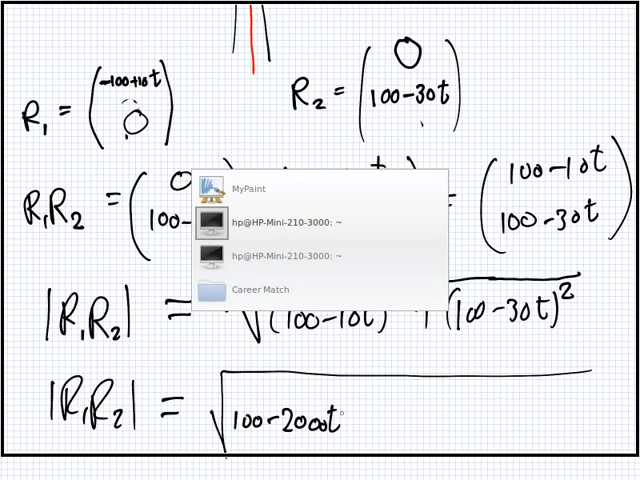 R₁ = (-100+10t
0)
R₂ = (0
100-30t)
R₁R₂ = (0
100-
t) = (100-10t
100-30t)
MyPaint
hp@HP-Mini-210-3000: ~
hp@HP-Mini-210-3000: ~
Career Match
|R₁R₂| = √(100-10t) + (100-30t)²
|R₁R₂| = √100-2000t